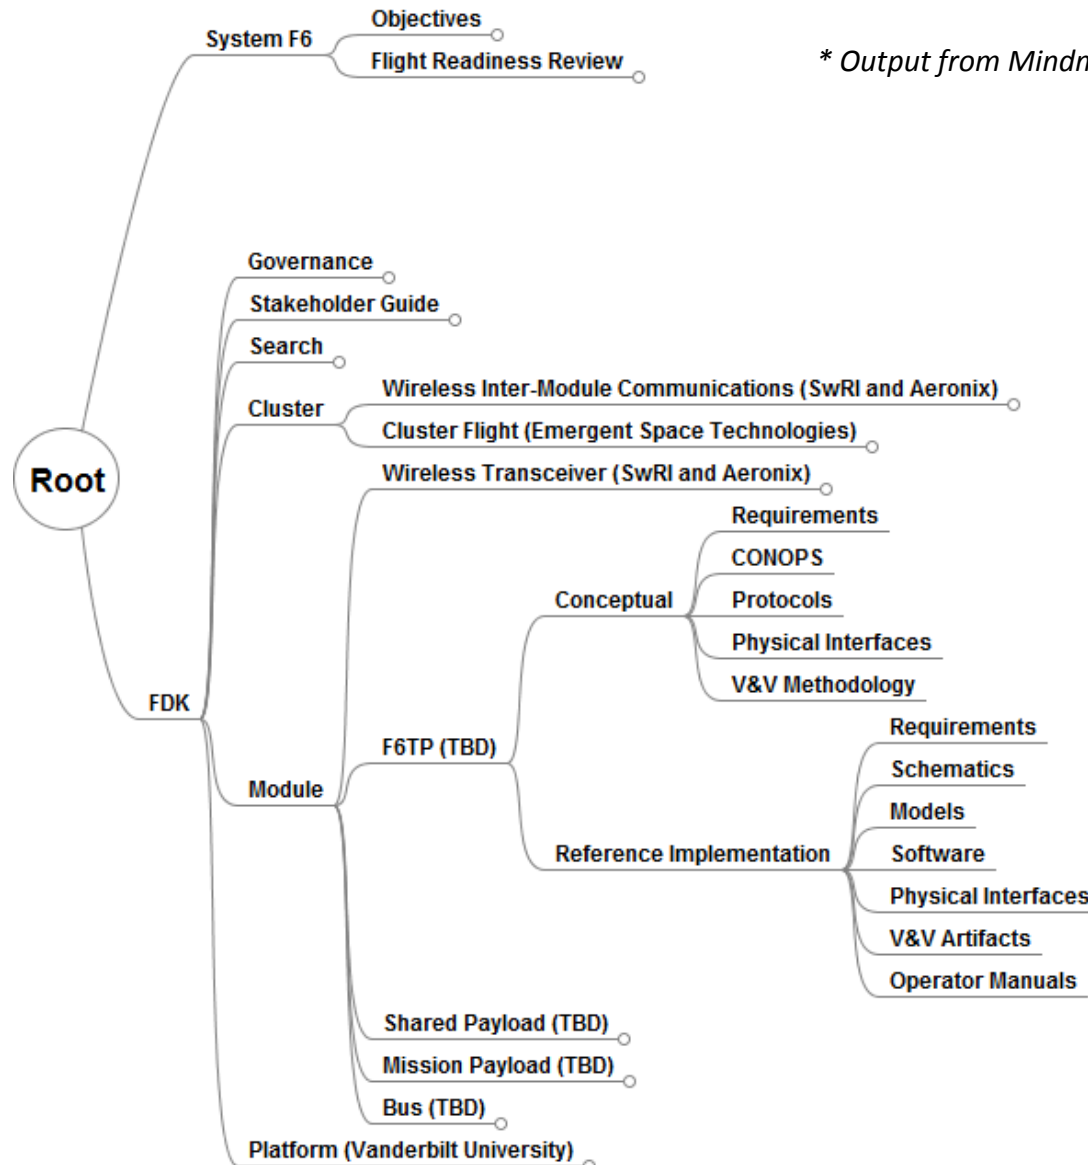 Objectives
System F6
Flight Readiness Review
* Output from Mindm
Governance
Stakeholder Guide
Search
Wireless Inter-Module Communications (SwRI and Aeronix)
Cluster
Cluster Flight (Emergent Space Technologies)
Wireless Transceiver (SwRI and Aeronix)
Root
Requirements
CONOPS
Conceptual
Protocols
Physical Interfaces
V&V Methodology
FDK
Requirements
F6TP (TBD)
Schematics
Module
Models
Reference Implementation
Software
Physical Interfaces
V&V Artifacts
Operator Manuals
Shared Payload (TBD)
Mission Payload (TBD)
Bus (TBD)
Platform (Vanderbilt University)